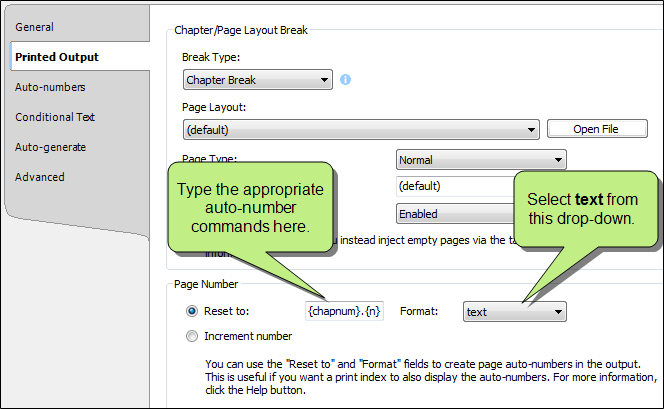 General
Printed Output
Auto-numbers
Conditional Text
Auto-generate
Advanced
Chapter/Page Layout Break
Break Type:
Chapter Break
Page Layout:
(default)
Open File
Page Type:
Normal
(default)
Enabled
Type the appropriate
auto-number
commands here.
Select text from
this drop-down.
instead inject empty pages via the
Page Number
Reset to:
{chapnum}.{n}
Format:
text
Increment number
You can use the "Reset to" and "Format" fields to create page auto-numbers in the output.
This is useful if you want a print index to also display the auto-numbers. For more information,
click the Help button.